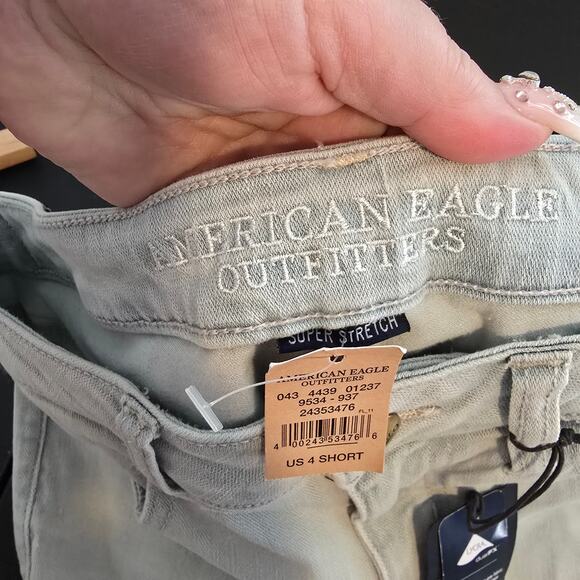 AMERICAN EAGLE
OUTFITTERS
SUPER STRETCH
AMERICAN EAGLE
OUTFITTERS
043 4439 01237
9534 - 937
24353476
FL_11
4 00243 53476 6
US 4 SHORT